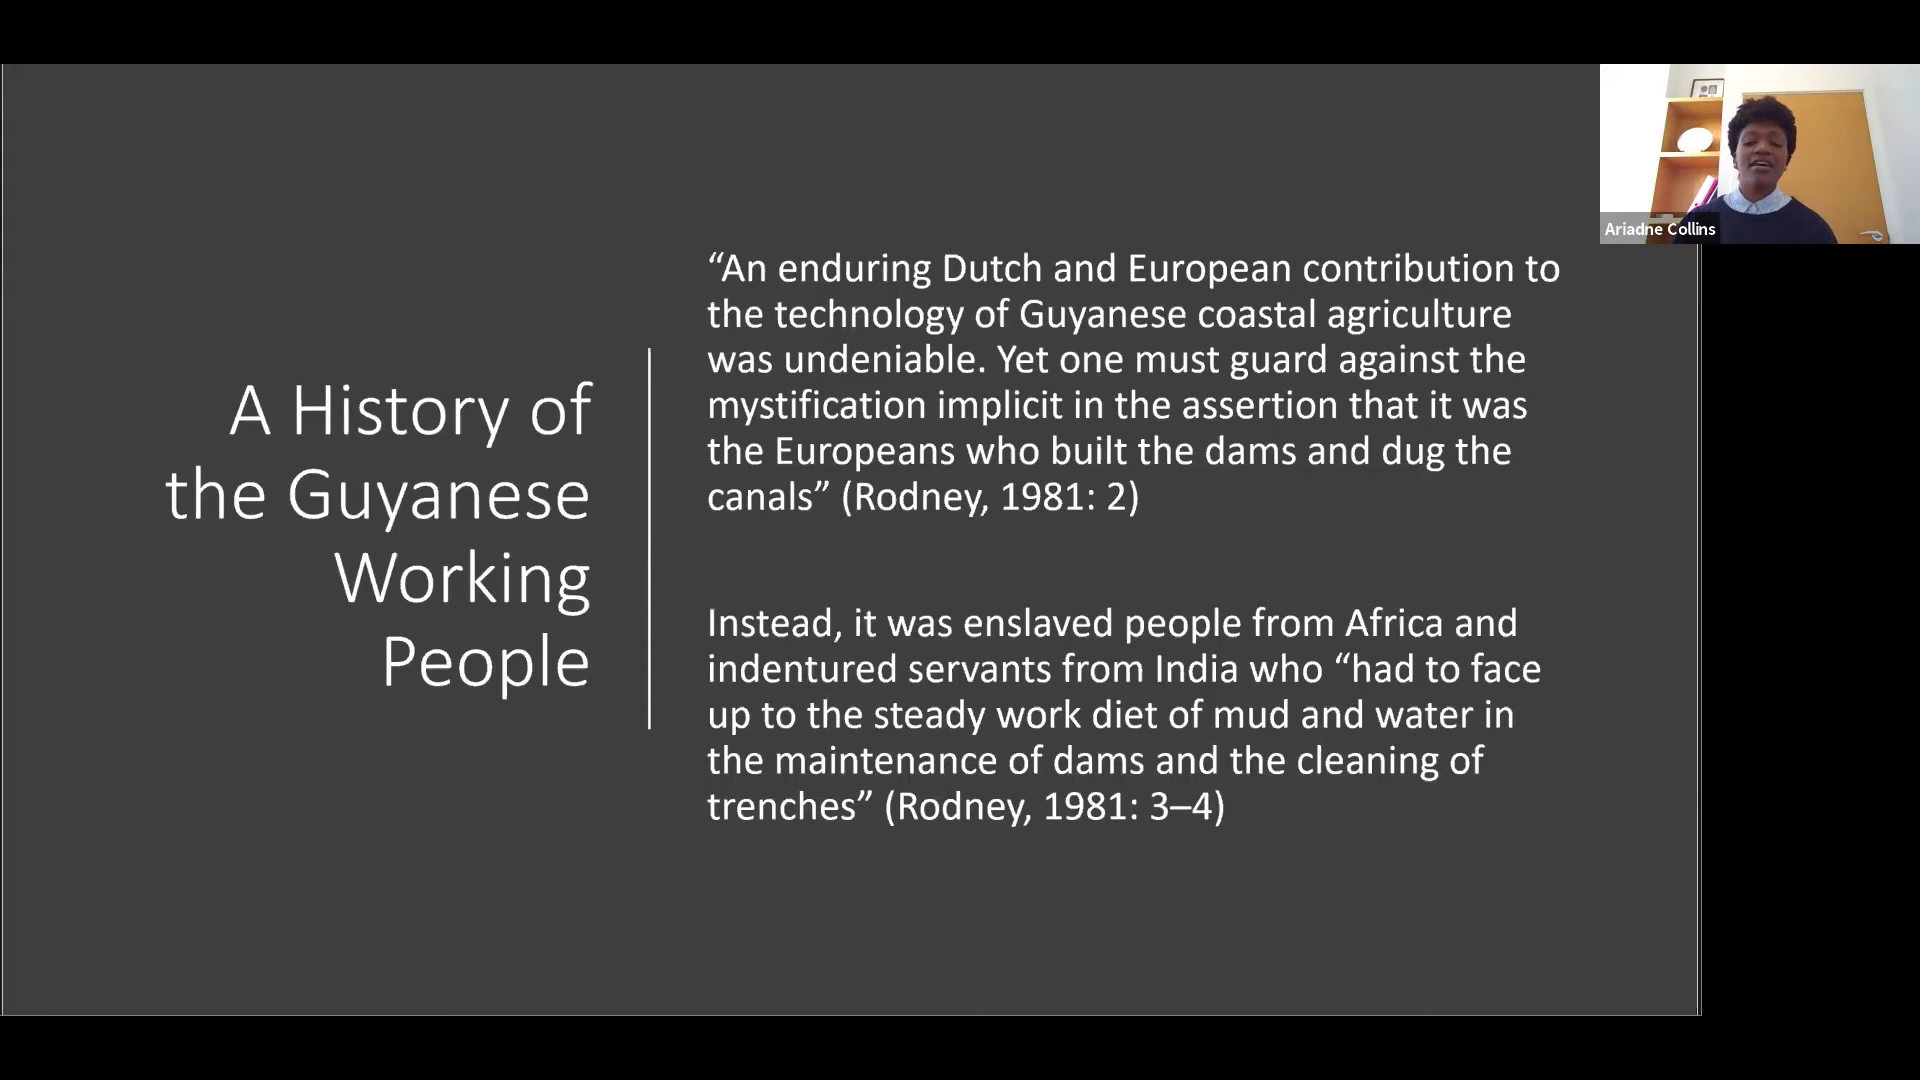 A History of
the Guyanese
Working
People
“An enduring Dutch and European contribution to
the technology of Guyanese coastal agriculture
was undeniable. Yet one must guard against the
mystification implicit in the assertion that it was
the Europeans who built the dams and dug the
canals” (Rodney, 1981: 2)
Instead, it was enslaved people from Africa and
indentured servants from India who “had to face
up to the steady work diet of mud and water in
the maintenance of dams and the cleaning of
trenches” (Rodney, 1981: 3–4)
Ariadne Collins